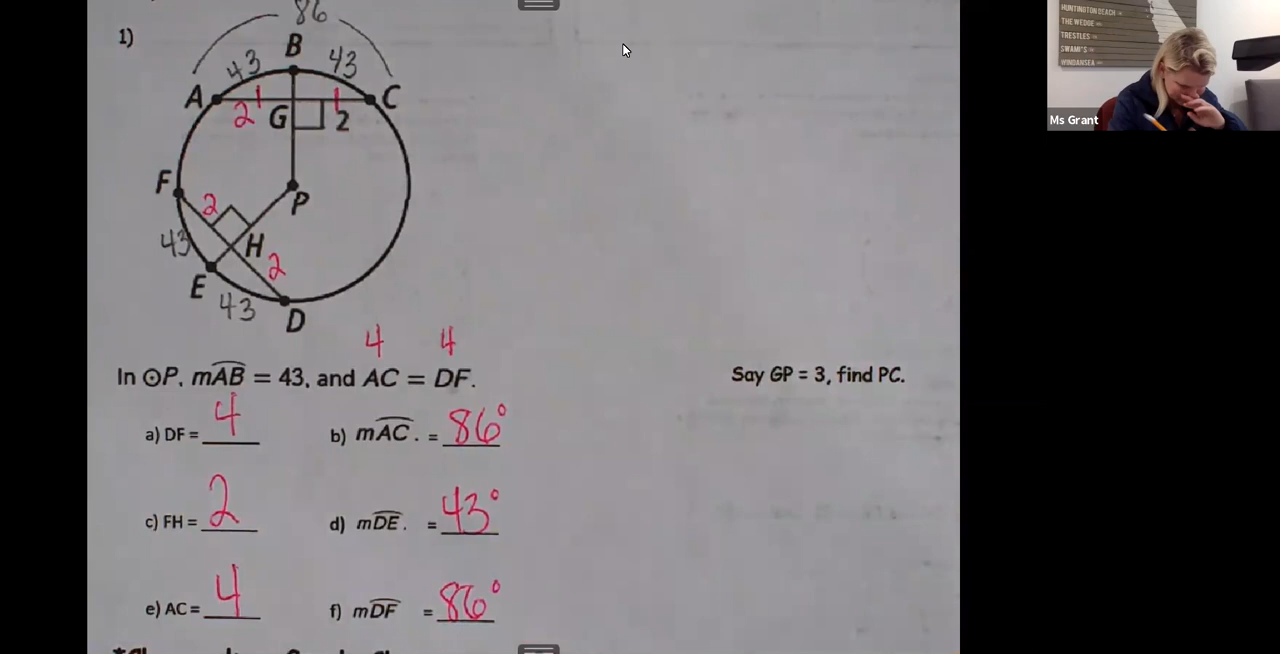 86
1)
B
43
43
A
C
2
G
2
F
P
2
43
H
2
E
43
D
4 4
In ⊙P, mAB = 43, and AC = DF.
Say GP = 3, find PC.
a) DF = 4
b) mAC. = 86°
c) FH = 2
d) mDE. = 43°
e) AC = 4
f) mDF = 86°
HUNTINGTON BEACH
THE WEDGE
TRESTLES
SWAMI'S
WINDANSEA
Ms Grant